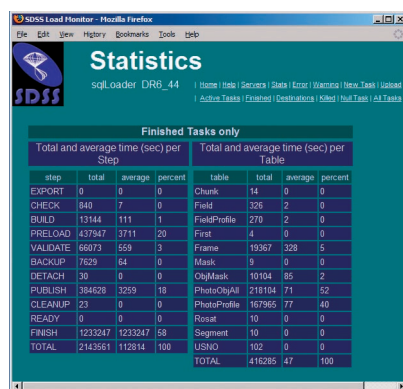 SDSS Load Monitor - Mozilla Firefox
File Edit View History Bookmarks Tools Help
SDSS
Statistics
sqlLoader DR6_44
| Home | Help | Servers | Stats | Error | Warning | New Task | Upload
| Active Tasks | Finished | Destinations | Killed | Null Task | All Tasks
Finished Tasks only
Total and average time (sec) per Step
step total average percent
EXPORT 0 0 0
CHECK 840 7 0
BUILD 13144 111 1
PRELOAD 437947 3711 20
VALIDATE 66073 559 3
BACKUP 7629 64 0
DETACH 30 0 0
PUBLISH 384628 3259 18
CLEANUP 23 0 0
READY 0 0 0
FINISH 1233247 1233247 58
TOTAL 2143561 112814 100
Total and average time (sec) per Table
table total average percent
Chunk 14 0 0
Field 326 2 0
FieldProfile 270 2 0
First 4 0 0
Frame 19367 328 5
Mask 9 0 0
ObjMask 10104 85 2
PhotoObjAll 218104 71 52
PhotoProfile 167965 77 40
Rosat 10 0 0
Segment 10 0 0
USNO 102 0 0
TOTAL 416285 47 100